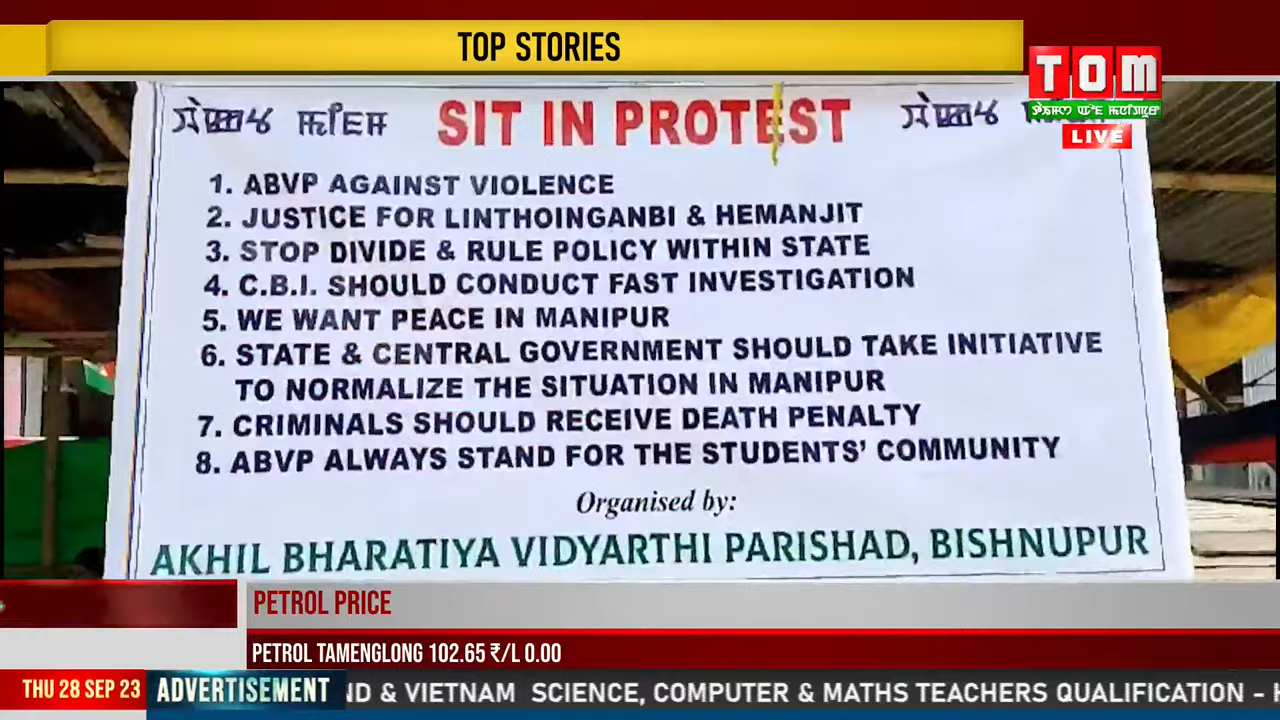 TOP STORIES
TOM
LIVE
SIT IN PROTEST
1. ABVP AGAINST VIOLENCE
2. JUSTICE FOR LINTHOINGANBI & HEMANJIT
3. STOP DIVIDE & RULE POLICY WITHIN STATE
4. C.B.I. SHOULD CONDUCT FAST INVESTIGATION
5. WE WANT PEACE IN MANIPUR
6. STATE & CENTRAL GOVERNMENT SHOULD TAKE INITIATIVE
TO NORMALIZE THE SITUATION IN MANIPUR
7. CRIMINALS SHOULD RECEIVE DEATH PENALTY
8. ABVP ALWAYS STAND FOR THE STUDENTS' COMMUNITY
Organised by:
AKHIL BHARATIYA VIDYARTHI PARISHAD, BISHNUPUR
PETROL PRICE
PETROL TAMENGLONG 102.65 ₹/L 0.00
THU 28 SEP 23 ADVERTISEMENT & VIETNAM SCIENCE, COMPUTER & MATHS TEACHERS QUALIFICATION –